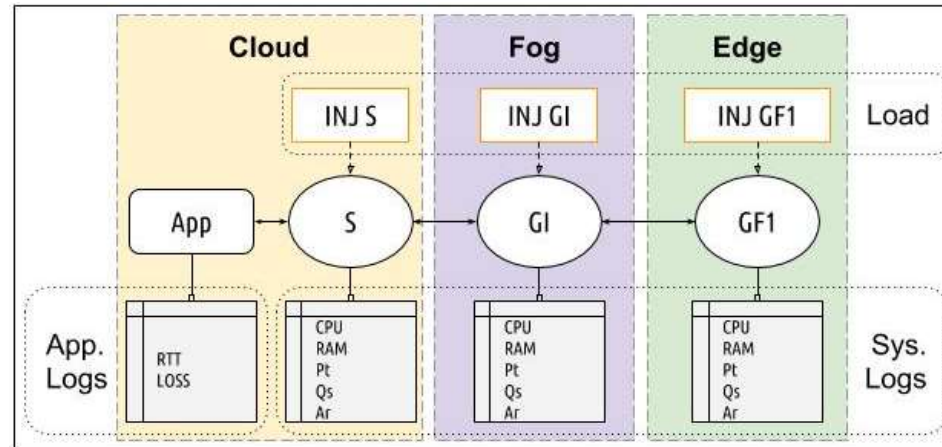 Cloud
Fog
Edge
INJ S
INJ GI
INJ GF1
Load
App
S
GI
GF1
App.
Logs
RTT
LOSS
CPU
RAM
Pt
Qs
Ar
CPU
RAM
Pt
Qs
Ar
CPU
RAM
Pt
Qs
Ar
Sys.
Logs